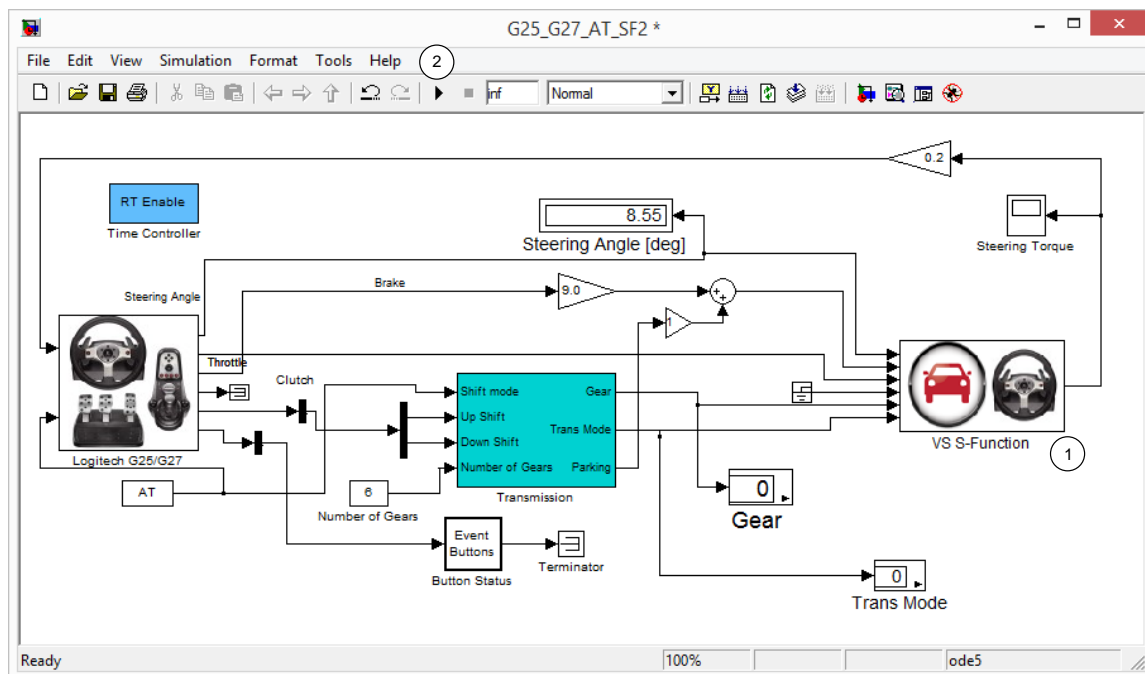 G25_G27_AT_SF2 *
File Edit View Simulation Format Tools Help
2
inf
Normal
0.2
RT Enable
Time Controller
8.55
Steering Angle [deg]
Steering Torque
Steering Angle
Brake
9.0
1
Throttle
Clutch
Logitech G25/G27
Shift mode
Gear
Up Shift
Trans Mode
Down Shift
Number of Gears
Parking
Transmission
VS S-Function
1
AT
6
Number of Gears
0
Gear
Event
Buttons
Button Status
Terminator
0
Trans Mode
Ready
100%
ode5